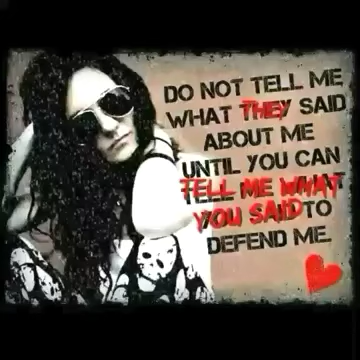 DO NOT TELL ME
WHAT THEY SAID
ABOUT ME
UNTIL YOU CAN
TELL ME WHAT
YOU SAID TO
DEFEND ME.